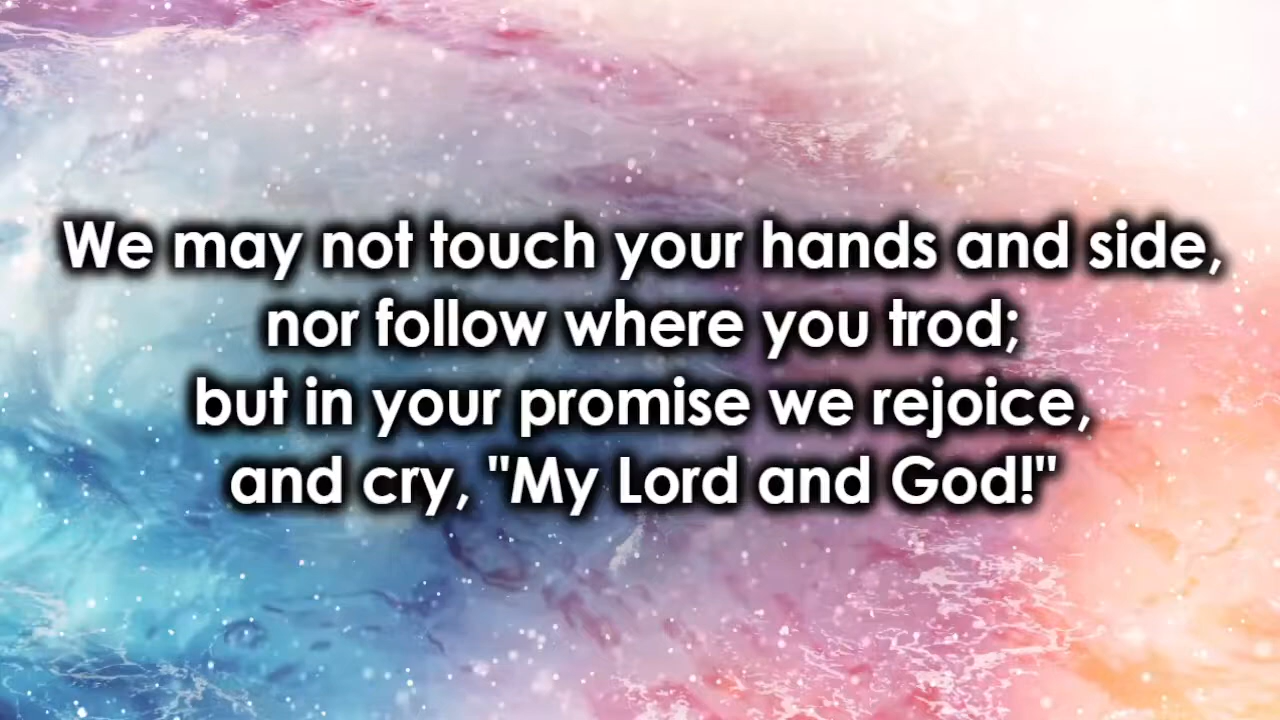 We may not touch your hands and side,
nor follow where you trod;
but in your promise we rejoice,
and cry, "My Lord and God!"